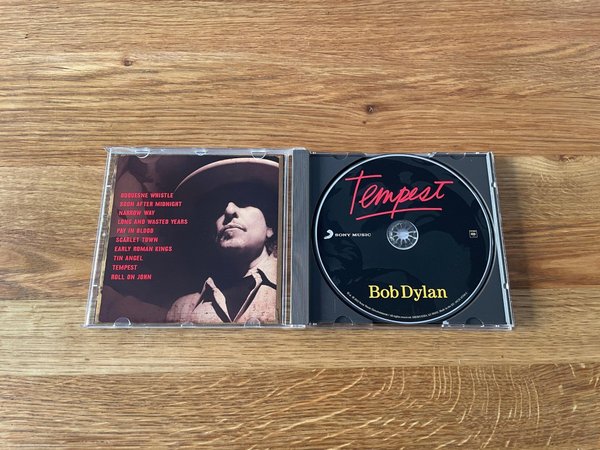 DUQUESNE WHISTLE
SOON AFTER MIDNIGHT
NARROW WAY
LONG AND WASTED YEARS
PAY IN BLOOD
SCARLET TOWN
EARLY ROMAN KINGS
TIN ANGEL
TEMPEST
ROLL ON JOHN
Tempest
SONY MUSIC
Bob Dylan